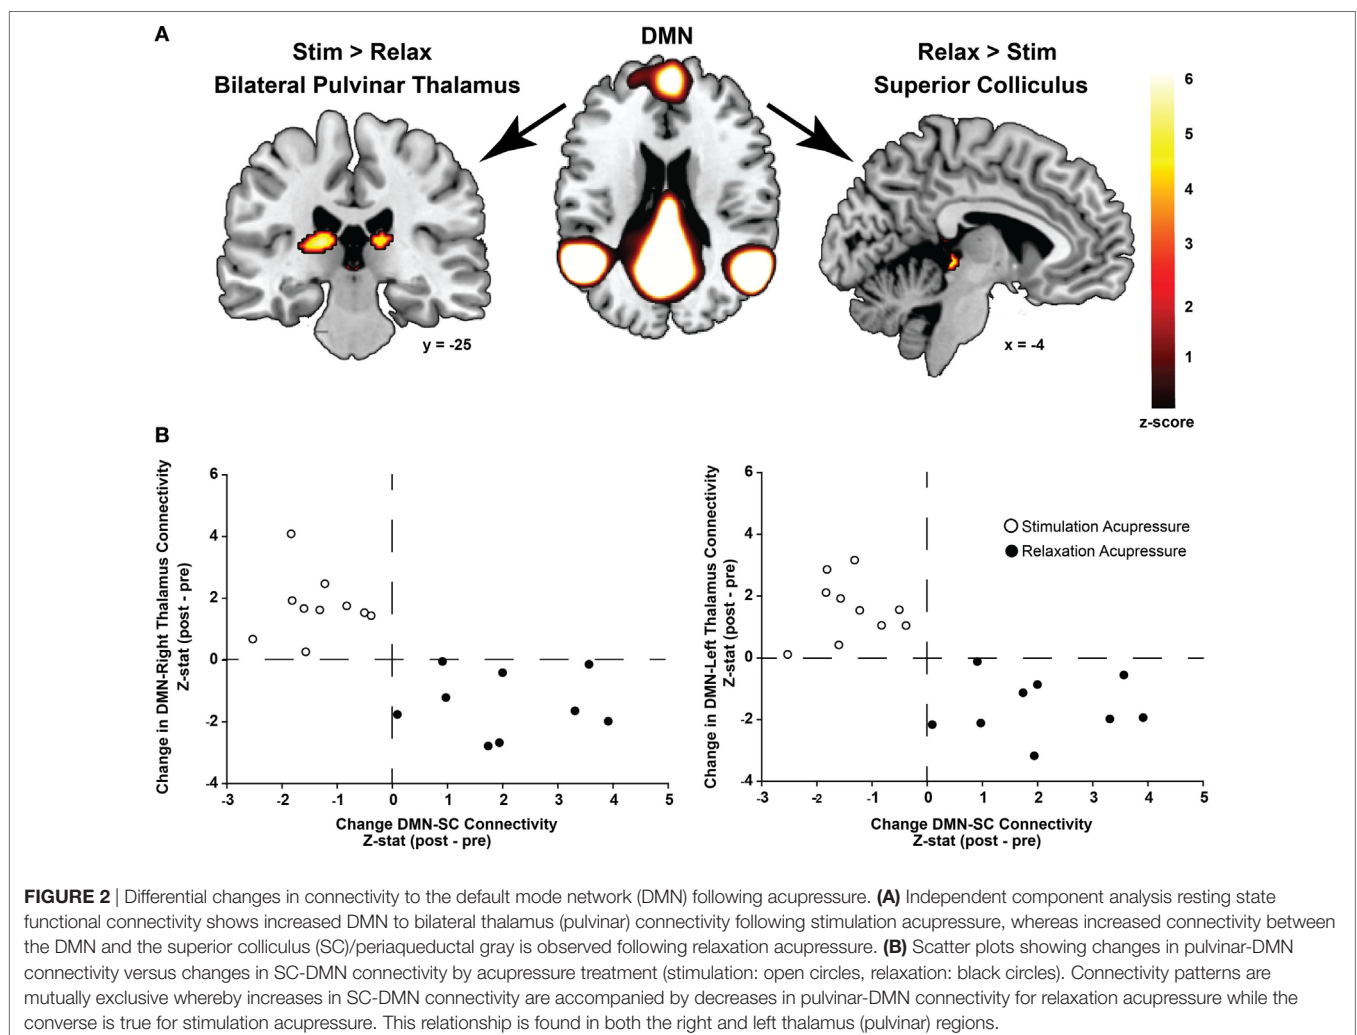 A
Stim > Relax
Bilateral Pulvinar Thalamus
DMN
Relax > Stim
Superior Colliculus
y = -25
x = -4
6
5
4
3
2
1
z-score
B
Change in DMN-Right Thalamus Connectivity
Z-stat (post - pre)
6
4
2
0
-2
-4
-3
-2
-1
0
1
2
3
4
5
Change DMN-SC Connectivity
Z-stat (post - pre)
Change in DMN-Left Thalamus Connectivity
Z-stat (post - pre)
6
4
2
0
-2
-4
-3
-2
-1
0
1
2
3
4
5
Change DMN-SC Connectivity
Z-stat (post - pre)
Stimulation Acupressure
Relaxation Acupressure
FIGURE 2 | Differential changes in connectivity to the default mode network (DMN) following acupressure. (A) Independent component analysis resting state
functional connectivity shows increased DMN to bilateral thalamus (pulvinar) connectivity following stimulation acupressure, whereas increased connectivity between
the DMN and the superior colliculus (SC)/periaqueductal gray is observed following relaxation acupressure. (B) Scatter plots showing changes in pulvinar-DMN
connectivity versus changes in SC-DMN connectivity by acupressure treatment (stimulation: open circles, relaxation: black circles). Connectivity patterns are
mutually exclusive whereby increases in SC-DMN connectivity are accompanied by decreases in pulvinar-DMN connectivity for relaxation acupressure while the
converse is true for stimulation acupressure. This relationship is found in both the right and left thalamus (pulvinar) regions.